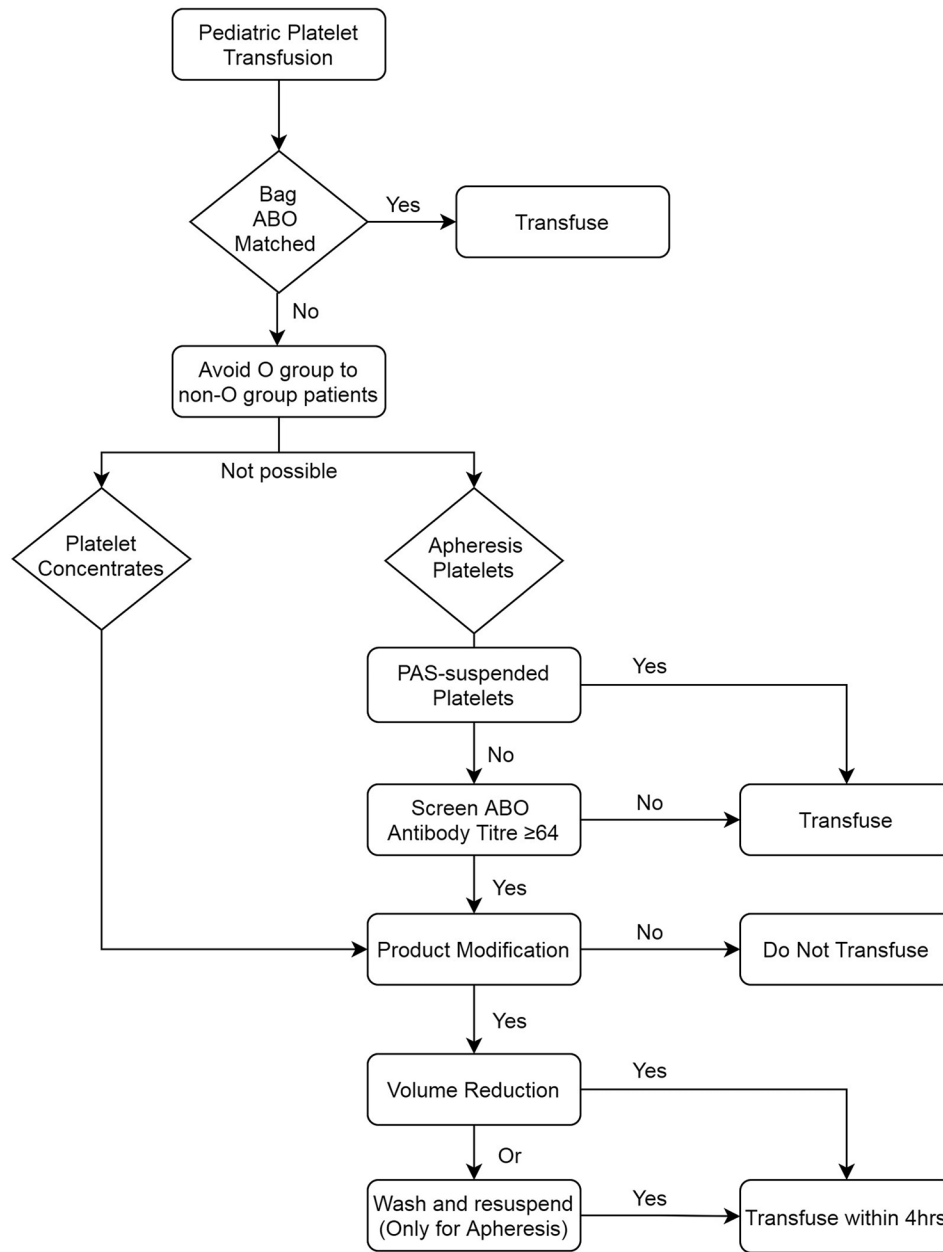 Pediatric Platelet
Transfusion
Bag
ABO
Matched
Yes
Transfuse
No
Avoid O group to
non-O group patients
Not possible
Platelet
Concentrates
Apheresis
Platelets
PAS-suspended
Platelets
Yes
No
Screen ABO
Antibody Titre ≥64
No
Transfuse
Yes
Product Modification
No
Do Not Transfuse
Yes
Volume Reduction
Yes
Or
Wash and resuspend
(Only for Apheresis)
Yes
Transfuse within 4hrs